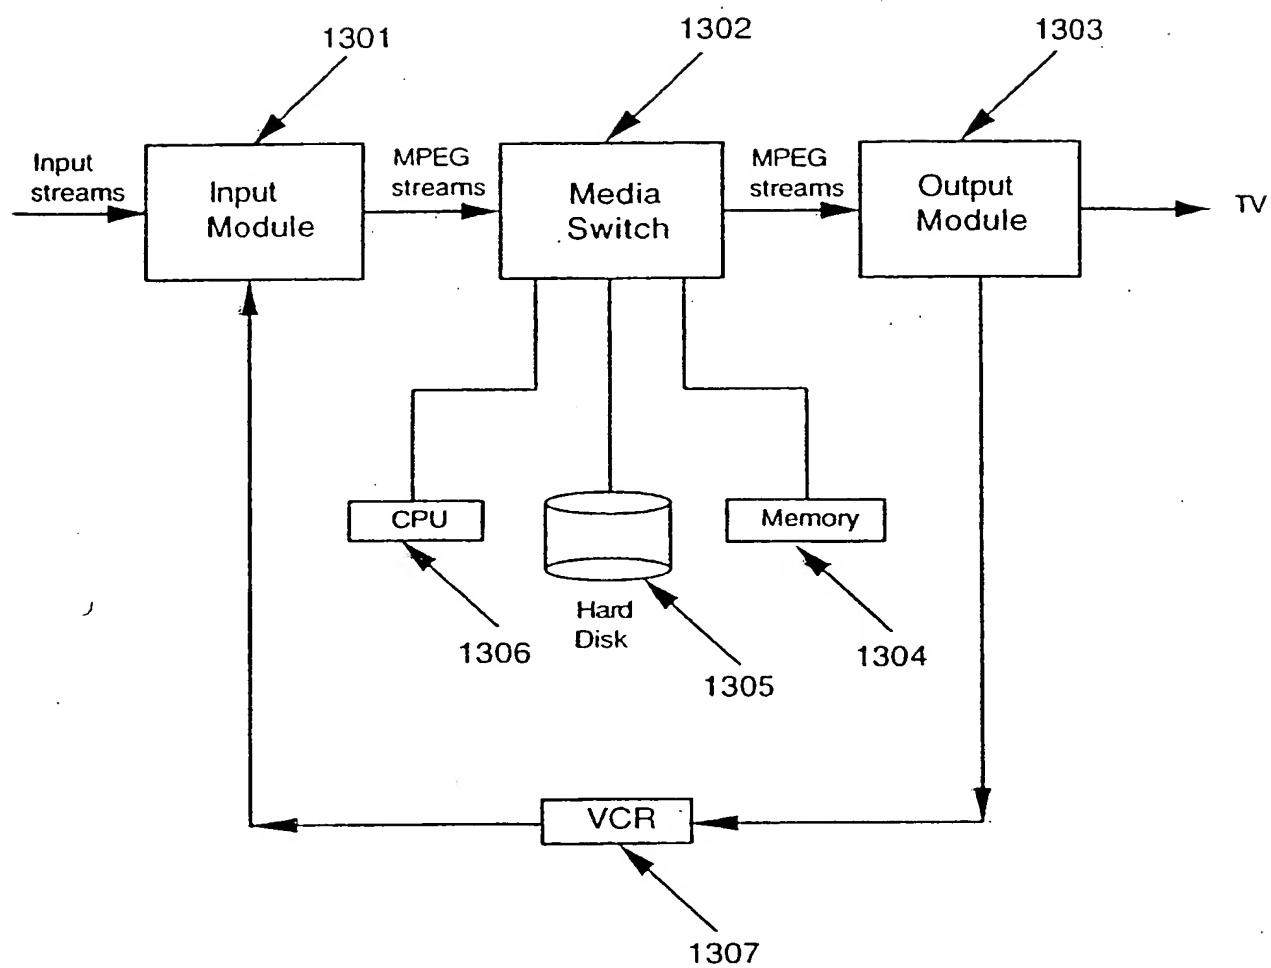 1301
1302
1303
Input
streams
Input
Module
MPEG
streams
Media
Switch
MPEG
streams
Output
Module
TV
CPU
Memory
Hard
Disk
1306
1305
1304
VCR
1307